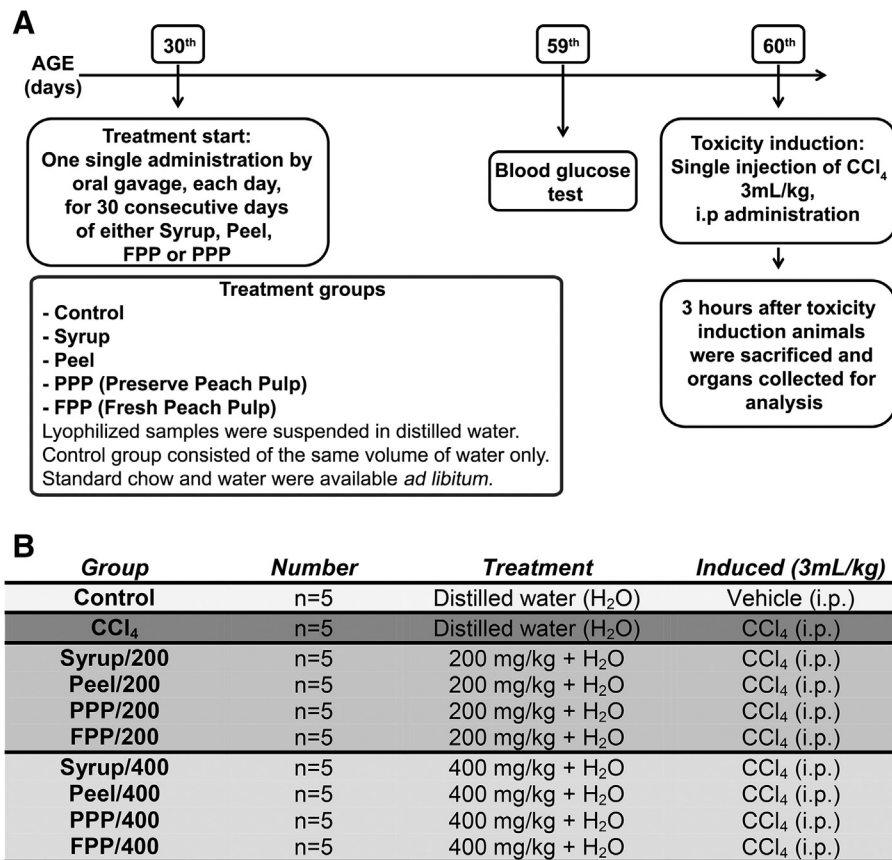 A
AGE
(days)
30th
59th
60th
Treatment start:
One single administration by
oral gavage, each day,
for 30 consecutive days
of either Syrup, Peel,
FPP or PPP
Blood glucose
test
Toxicity induction:
Single injection of CCl₄
3mL/kg,
i.p administration
3 hours after toxicity
induction animals
were sacrificed and
organs collected for
analysis
Treatment groups
- Control
- Syrup
- Peel
- PPP (Preserve Peach Pulp)
- FPP (Fresh Peach Pulp)
Lyophilized samples were suspended in distilled water.
Control group consisted of the same volume of water only.
Standard chow and water were available ad libitum.
B
Group Number Treatment Induced (3mL/kg)
Control n=5 Distilled water (H₂O) Vehicle (i.p.)
CCl₄ n=5 Distilled water (H₂O) CCl₄ (i.p.)
Syrup/200 n=5 200 mg/kg + H₂O CCl₄ (i.p.)
Peel/200 n=5 200 mg/kg + H₂O CCl₄ (i.p.)
PPP/200 n=5 200 mg/kg + H₂O CCl₄ (i.p.)
FPP/200 n=5 200 mg/kg + H₂O CCl₄ (i.p.)
Syrup/400 n=5 400 mg/kg + H₂O CCl₄ (i.p.)
Peel/400 n=5 400 mg/kg + H₂O CCl₄ (i.p.)
PPP/400 n=5 400 mg/kg + H₂O CCl₄ (i.p.)
FPP/400 n=5 400 mg/kg + H₂O CCl₄ (i.p.)